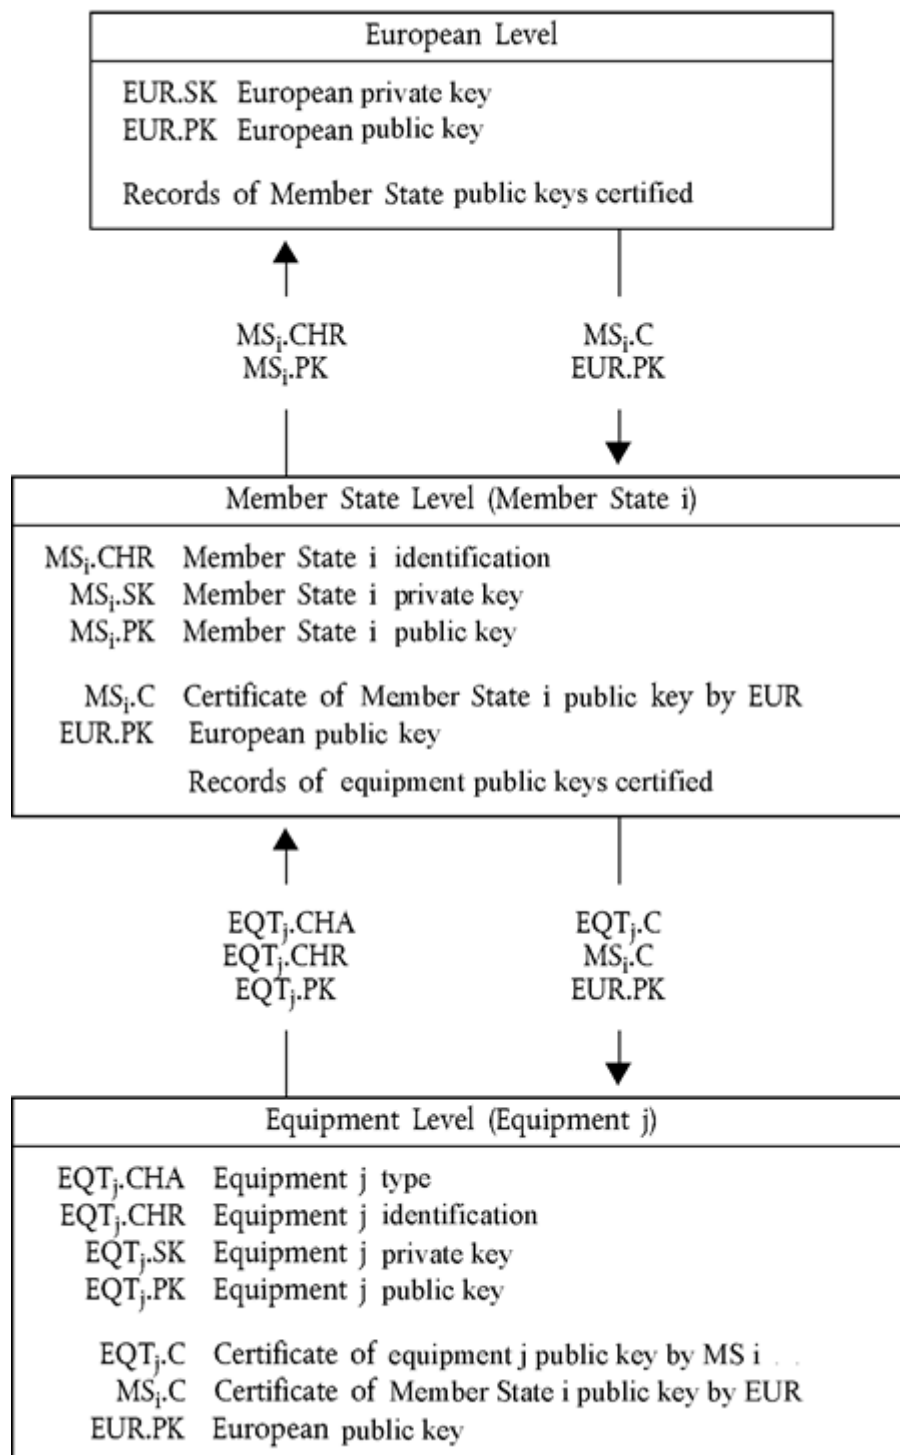 European Level
EUR.SK European private key
EUR.PK European public key
Records of Member State public keys certified
MSi.CHR
MSi.PK
MSi.C
EUR.PK
Member State Level (Member State i)
MSi.CHR Member State i identification
MSi.SK Member State i private key
MSi.PK Member State i public key
MSi.C Certificate of Member State i public key by EUR
EUR.PK European public key
Records of equipment public keys certified
EQTj.CHA
EQTj.CHR
EQTj.PK
EQTj.C
MSi.C
EUR.PK
Equipment Level (Equipment j)
EQTj.CHA Equipment j type
EQTj.CHR Equipment j identification
EQTj.SK Equipment j private key
EQTj.PK Equipment j public key
EQTj.C Certificate of equipment j public key by MS i
MSi.C Certificate of Member State i public key by EUR
EUR.PK European public key